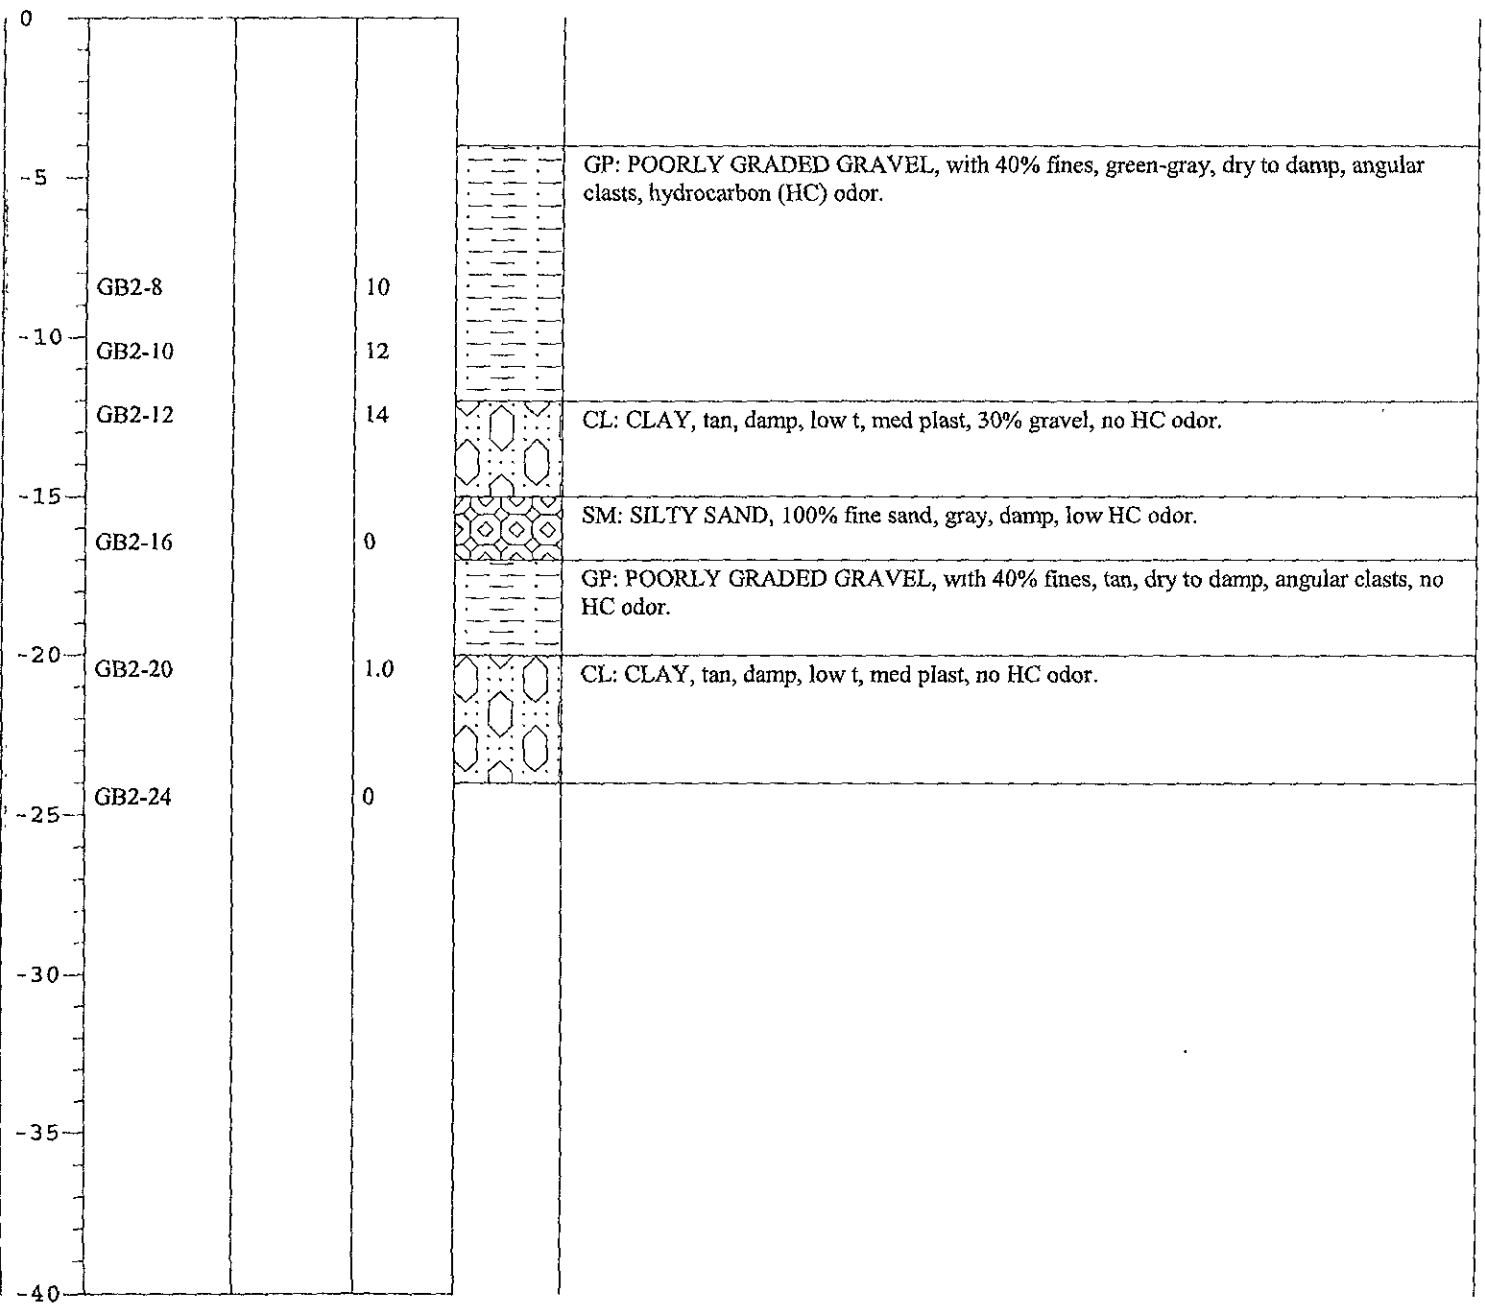 0
GP: POORLY GRADED GRAVEL, with 40% fines, green-gray, dry to damp, angular
clasts, hydrocarbon (HC) odor.
-5
GB2-8 10
-10
GB2-10 12
GB2-12 14
CL: CLAY, tan, damp, low t, med plast, 30% gravel, no HC odor.
-15
SM: SILTY SAND, 100% fine sand, gray, damp, low HC odor.
GB2-16 0
GP: POORLY GRADED GRAVEL, with 40% fines, tan, dry to damp, angular clasts, no
HC odor.
-20
GB2-20 1.0
CL: CLAY, tan, damp, low t, med plast, no HC odor.
GB2-24 0
-25
-30
-35
-40